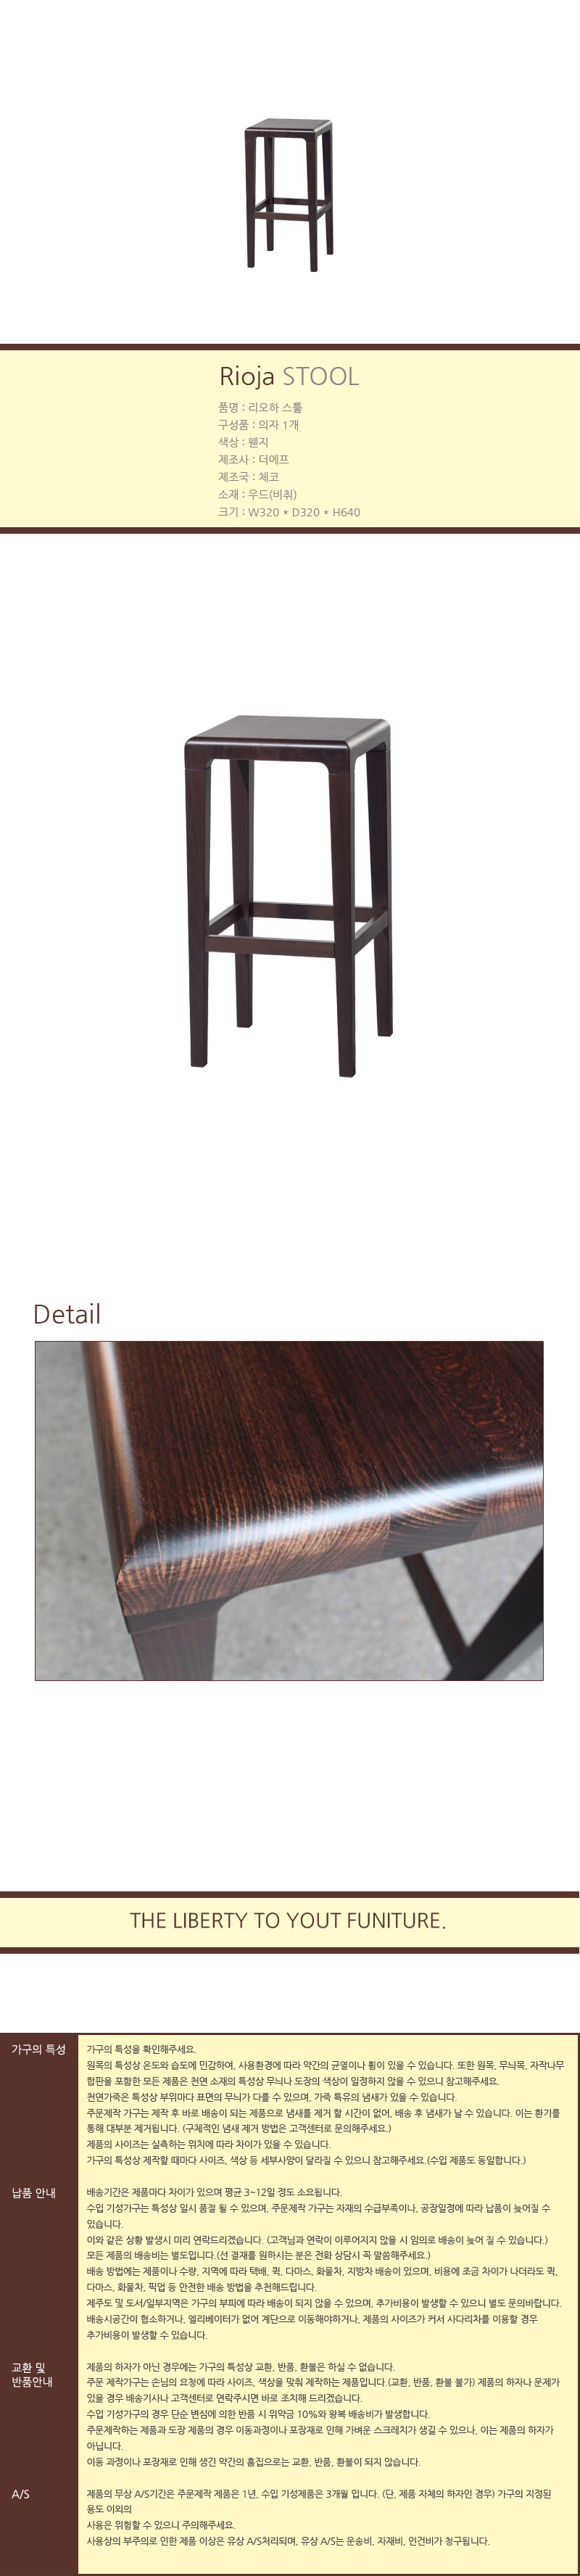 Rioja STOOL
품명 : 리오하 스툴
구성품 : 의자 1개
색상 : 웬지
제조사 : 더에프
제조국 : 체코
소재 : 우드(비취)
크기 : W320 * D320 * H640
Detail
THE LIBERTY TO YOUT FUNITURE.
가구의 특성
가구의 특성을 확인해주세요.
원목의 특성상 온도와 습도에 민감하여, 사용환경에 따라 약간의 균열이나 휨이 있을 수 있습니다. 또한 원목, 무늬목, 자작나무
합판을 포함한 모든 제품은 천연 소재의 특성상 무늬나 도장의 색상이 일정하지 않을 수 있으니 참고해주세요.
천연가죽은 특성상 부위마다 표면의 무늬가 다를 수 있으며, 가죽 특유의 냄새가 있을 수 있습니다.
주문제작 가구는 제작 후 바로 배송이 되는 제품으로 냄새를 제거 할 시간이 없어, 배송 후 냄새가 날 수 있습니다. 이는 환기를
통해 대부분 제거됩니다. (구체적인 냄새 제거 방법은 고객센터로 문의해주세요.)
제품의 사이즈는 실측하는 위치에 따라 차이가 있을 수 있습니다.
가구의 특성상 제작할 때마다 사이즈, 색상 등 세부사양이 달라질 수 있으니 참고해주세요.(수입 제품도 동일합니다.)
납품 안내
배송기간은 제품마다 차이가 있으며 평균 3~12일 정도 소요됩니다.
수입 기성가구는 특성상 일시 품절 될 수 있으며, 주문제작 가구는 자재의 수급부족이나, 공장일정에 따라 납품이 늦어질 수
있습니다.
이와 같은 상황 발생시 미리 연락드리겠습니다. (고객님과 연락이 이루어지지 않을 시 임의로 배송이 늦어 질 수 있습니다.)
모든 제품의 배송비는 별도입니다.(선 결재를 원하시는 분은 전화 상담시 꼭 말씀해주세요.)
배송 방법에는 제품이나 수량, 지역에 따라 택배, 퀵, 다마스, 화물차, 지방차 배송이 있으며, 비용에 조금 차이가 나더라도 퀵,
다마스, 화물차, 픽업 등 안전한 배송 방법을 추천해드립니다.
제주도 및 도서/일부지역은 가구의 부피에 따라 배송이 되지 않을 수 있으며, 추가비용이 발생할 수 있으니 별도 문의바랍니다.
배송시공간이 협소하거나, 엘리베이터가 없어 계단으로 이동해야하거나, 제품의 사이즈가 커서 사다리차를 이용할 경우
추가비용이 발생할 수 있습니다.
교환 및
반품안내
제품의 하자가 아닌 경우에는 가구의 특성상 교환, 반품, 환불은 하실 수 없습니다.
주문 제작가구는 손님의 요청에 따라 사이즈, 색상을 맞춰 제작하는 제품입니다.(교환, 반품, 환불 불가) 제품의 하자나 문제가
있을 경우 배송기사나 고객센터로 연락주시면 바로 조치해 드리겠습니다.
수입 기성가구의 경우 단순 변심에 의한 반품 시 위약금 10%와 왕복 배송비가 발생합니다.
주문제작하는 제품과 도장 제품의 경우 이동과정이나 포장재로 인해 가벼운 스크레치가 생길 수 있으나, 이는 제품의 하자가
아닙니다.
이동 과정이나 포장재로 인해 생긴 약간의 흠집으로는 교환, 반품, 환불이 되지 않습니다.
A/S
제품의 무상 A/S기간은 주문제작 제품은 1년, 수입 기성제품은 3개월 입니다. (단, 제품 자체의 하자인 경우) 가구의 지정된
용도 이외의
사용은 위험할 수 있으니 주의해주세요.
사용상의 부주의로 인한 제품 이상은 유상 A/S처리되며, 유상 A/S는 운송비, 자재비, 인건비가 청구됩니다.